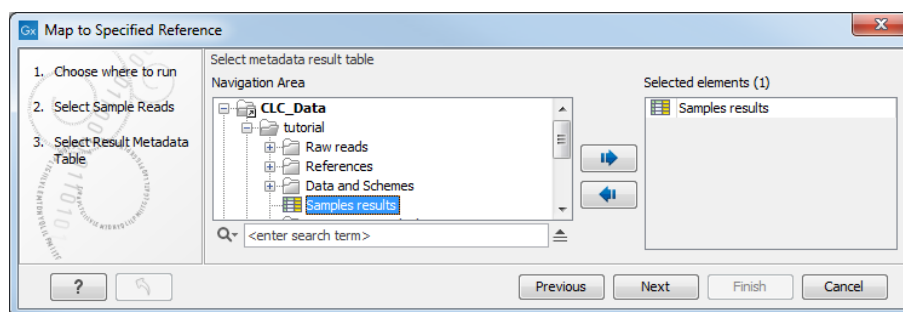 Gx Map to Specified Reference
1. Choose where to run
2. Select Sample Reads
3. Select Result Metadata
Table
Select metadata result table
Navigation Area
CLC_Data
tutorial
Raw reads
References
Data and Schemes
Samples results
<enter search term>
Selected elements (1)
Samples results
?
Previous
Next
Finish
Cancel